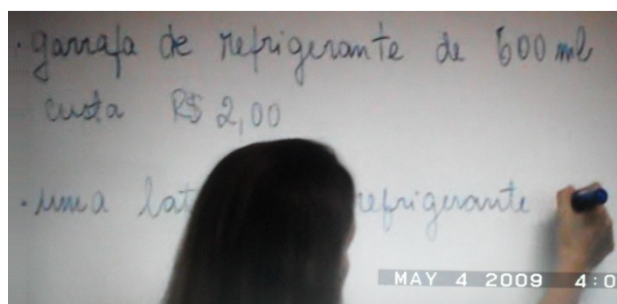 · garrafa de refrigerante de 600 ml
custa R$ 2,00
· uma lat refrigerante
MAY 4 2009 4:0